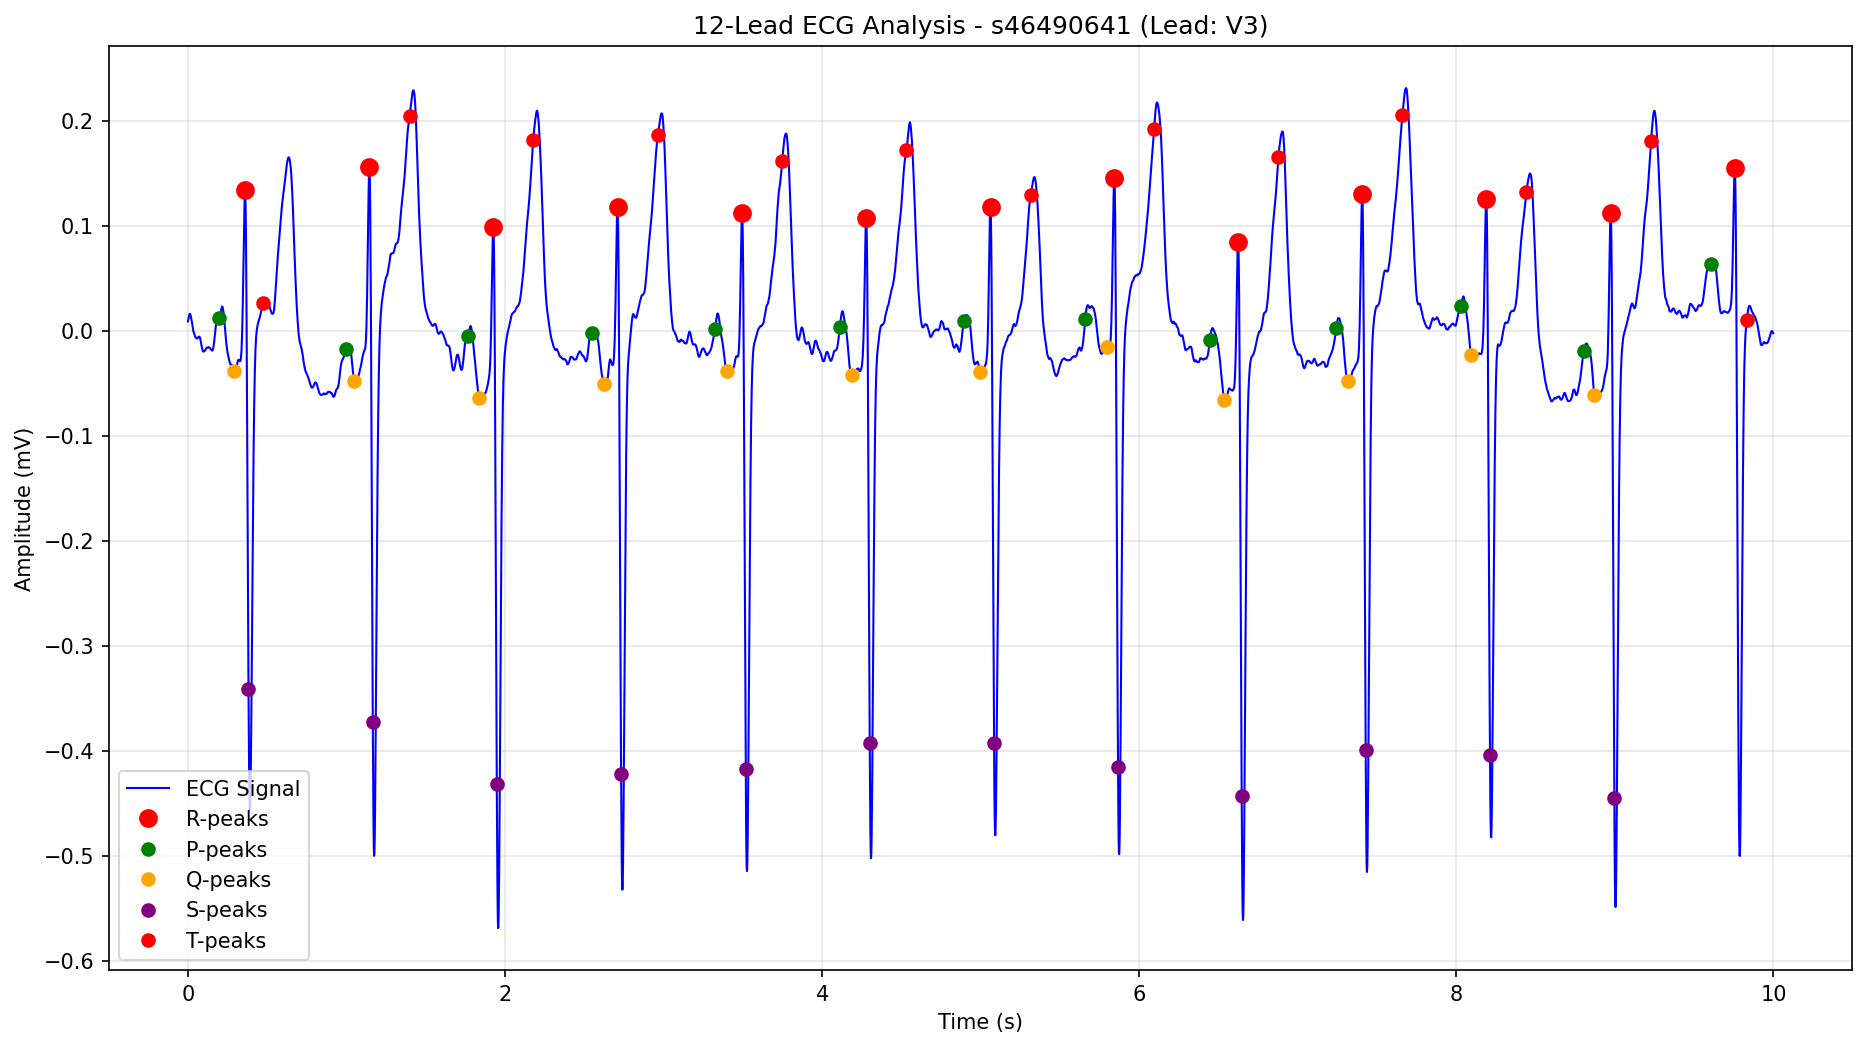 12-Lead ECG Analysis - s46490641 (Lead: V3)
Amplitude (mV)
0.2
0.1
0.0
−0.1
−0.2
−0.3
−0.4
−0.5
−0.6
ECG Signal
R-peaks
P-peaks
Q-peaks
S-peaks
T-peaks
0 2 4 6 8 10
Time (s)